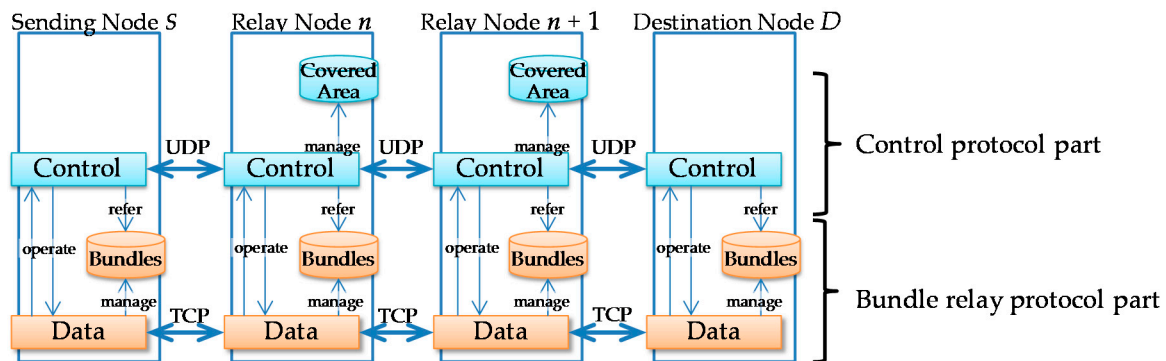 Sending Node S
Relay Node n
Relay Node n + 1
Destination Node D
Covered
Area
Covered
Area
manage
manage
UDP
UDP
UDP
Control
Control
Control
Control
Control protocol part
refer
refer
refer
refer
operate
operate
operate
operate
Bundles
Bundles
Bundles
Bundles
manage
manage
manage
manage
TCP
TCP
TCP
Data
Data
Data
Data
Bundle relay protocol part